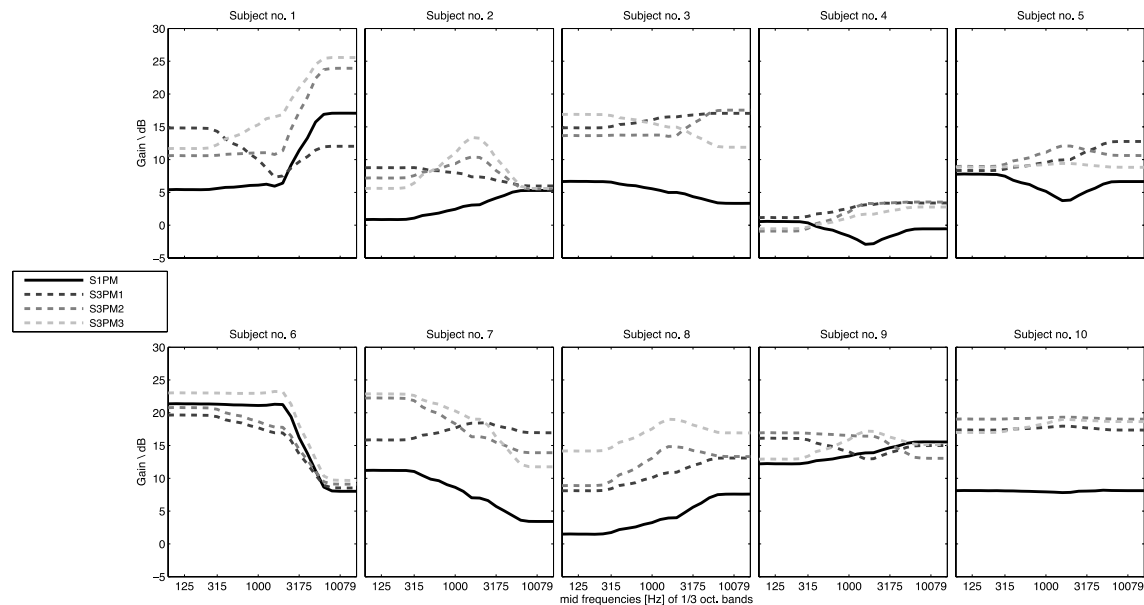 Subject no. 1
Subject no. 2
Subject no. 3
Subject no. 4
Subject no. 5
30
25
20
15
10
5
0
−5
Gain \ dB
S1PM
S3PM1
S3PM2
S3PM3
Subject no. 6
Subject no. 7
Subject no. 8
Subject no. 9
Subject no. 10
30
25
20
15
10
5
0
−5
Gain \ dB
125 315 1000 3175 10079
125 315 1000 3175 10079
125 315 1000 3175 10079
125 315 1000 3175 10079
125 315 1000 3175 10079
mid frequencies [Hz] of 1/3 oct. bands